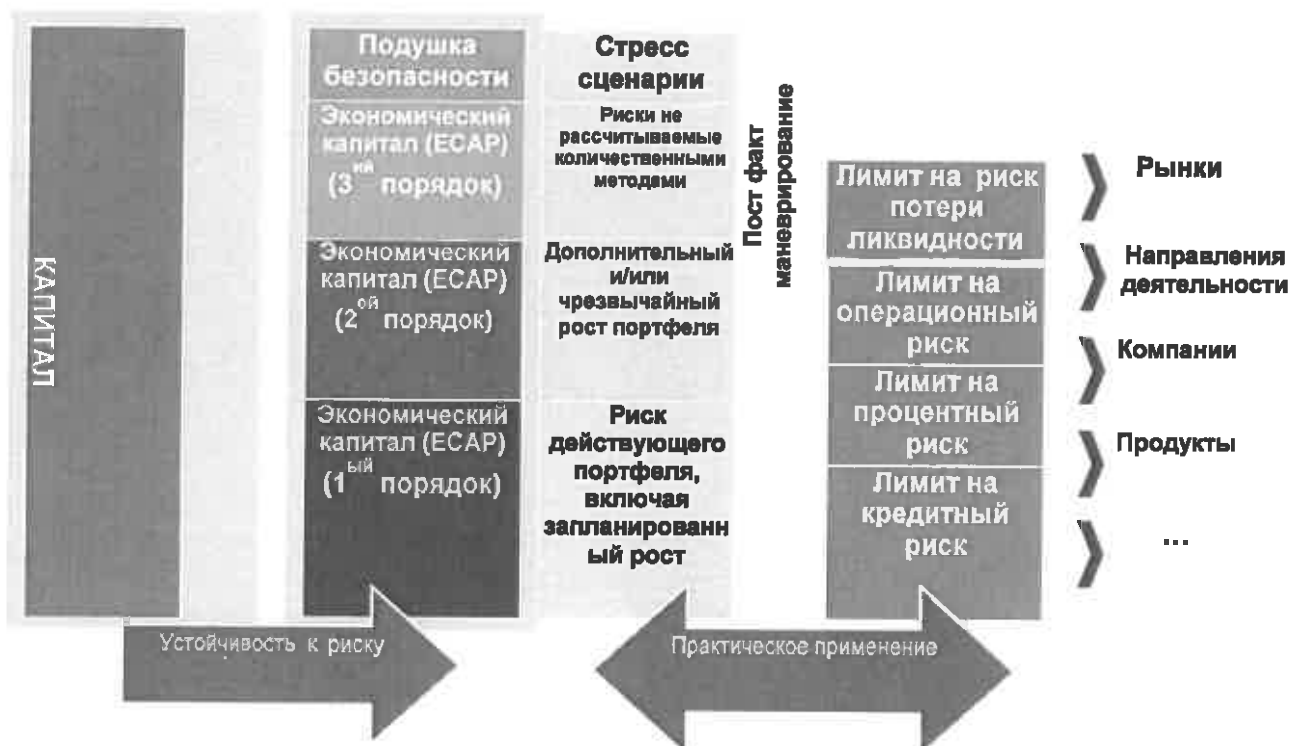 КАПИТАЛ
Подушка
безопасности
Экономический
капитал (ECAP)
(3ий порядок)
Экономический
капитал (ECAP)
(2ой порядок)
Экономический
капитал (ECAP)
(1ый порядок)
Стресс
сценарии
Риски не
рассчитываемые
количественными
методами
Дополнительный
и/или
чрезвычайный
рост портфеля
Риск
действующего
портфеля,
включая
запланированн
ый рост
Пост факт
маневрирование
Лимит на риск
потери
ликвидности
Лимит на
операционный
риск
Лимит на
процентный
риск
Лимит на
кредитный
риск
Рынки
Направления
деятельности
Компании
Продукты
...
Устойчивость к риску
Практическое применение